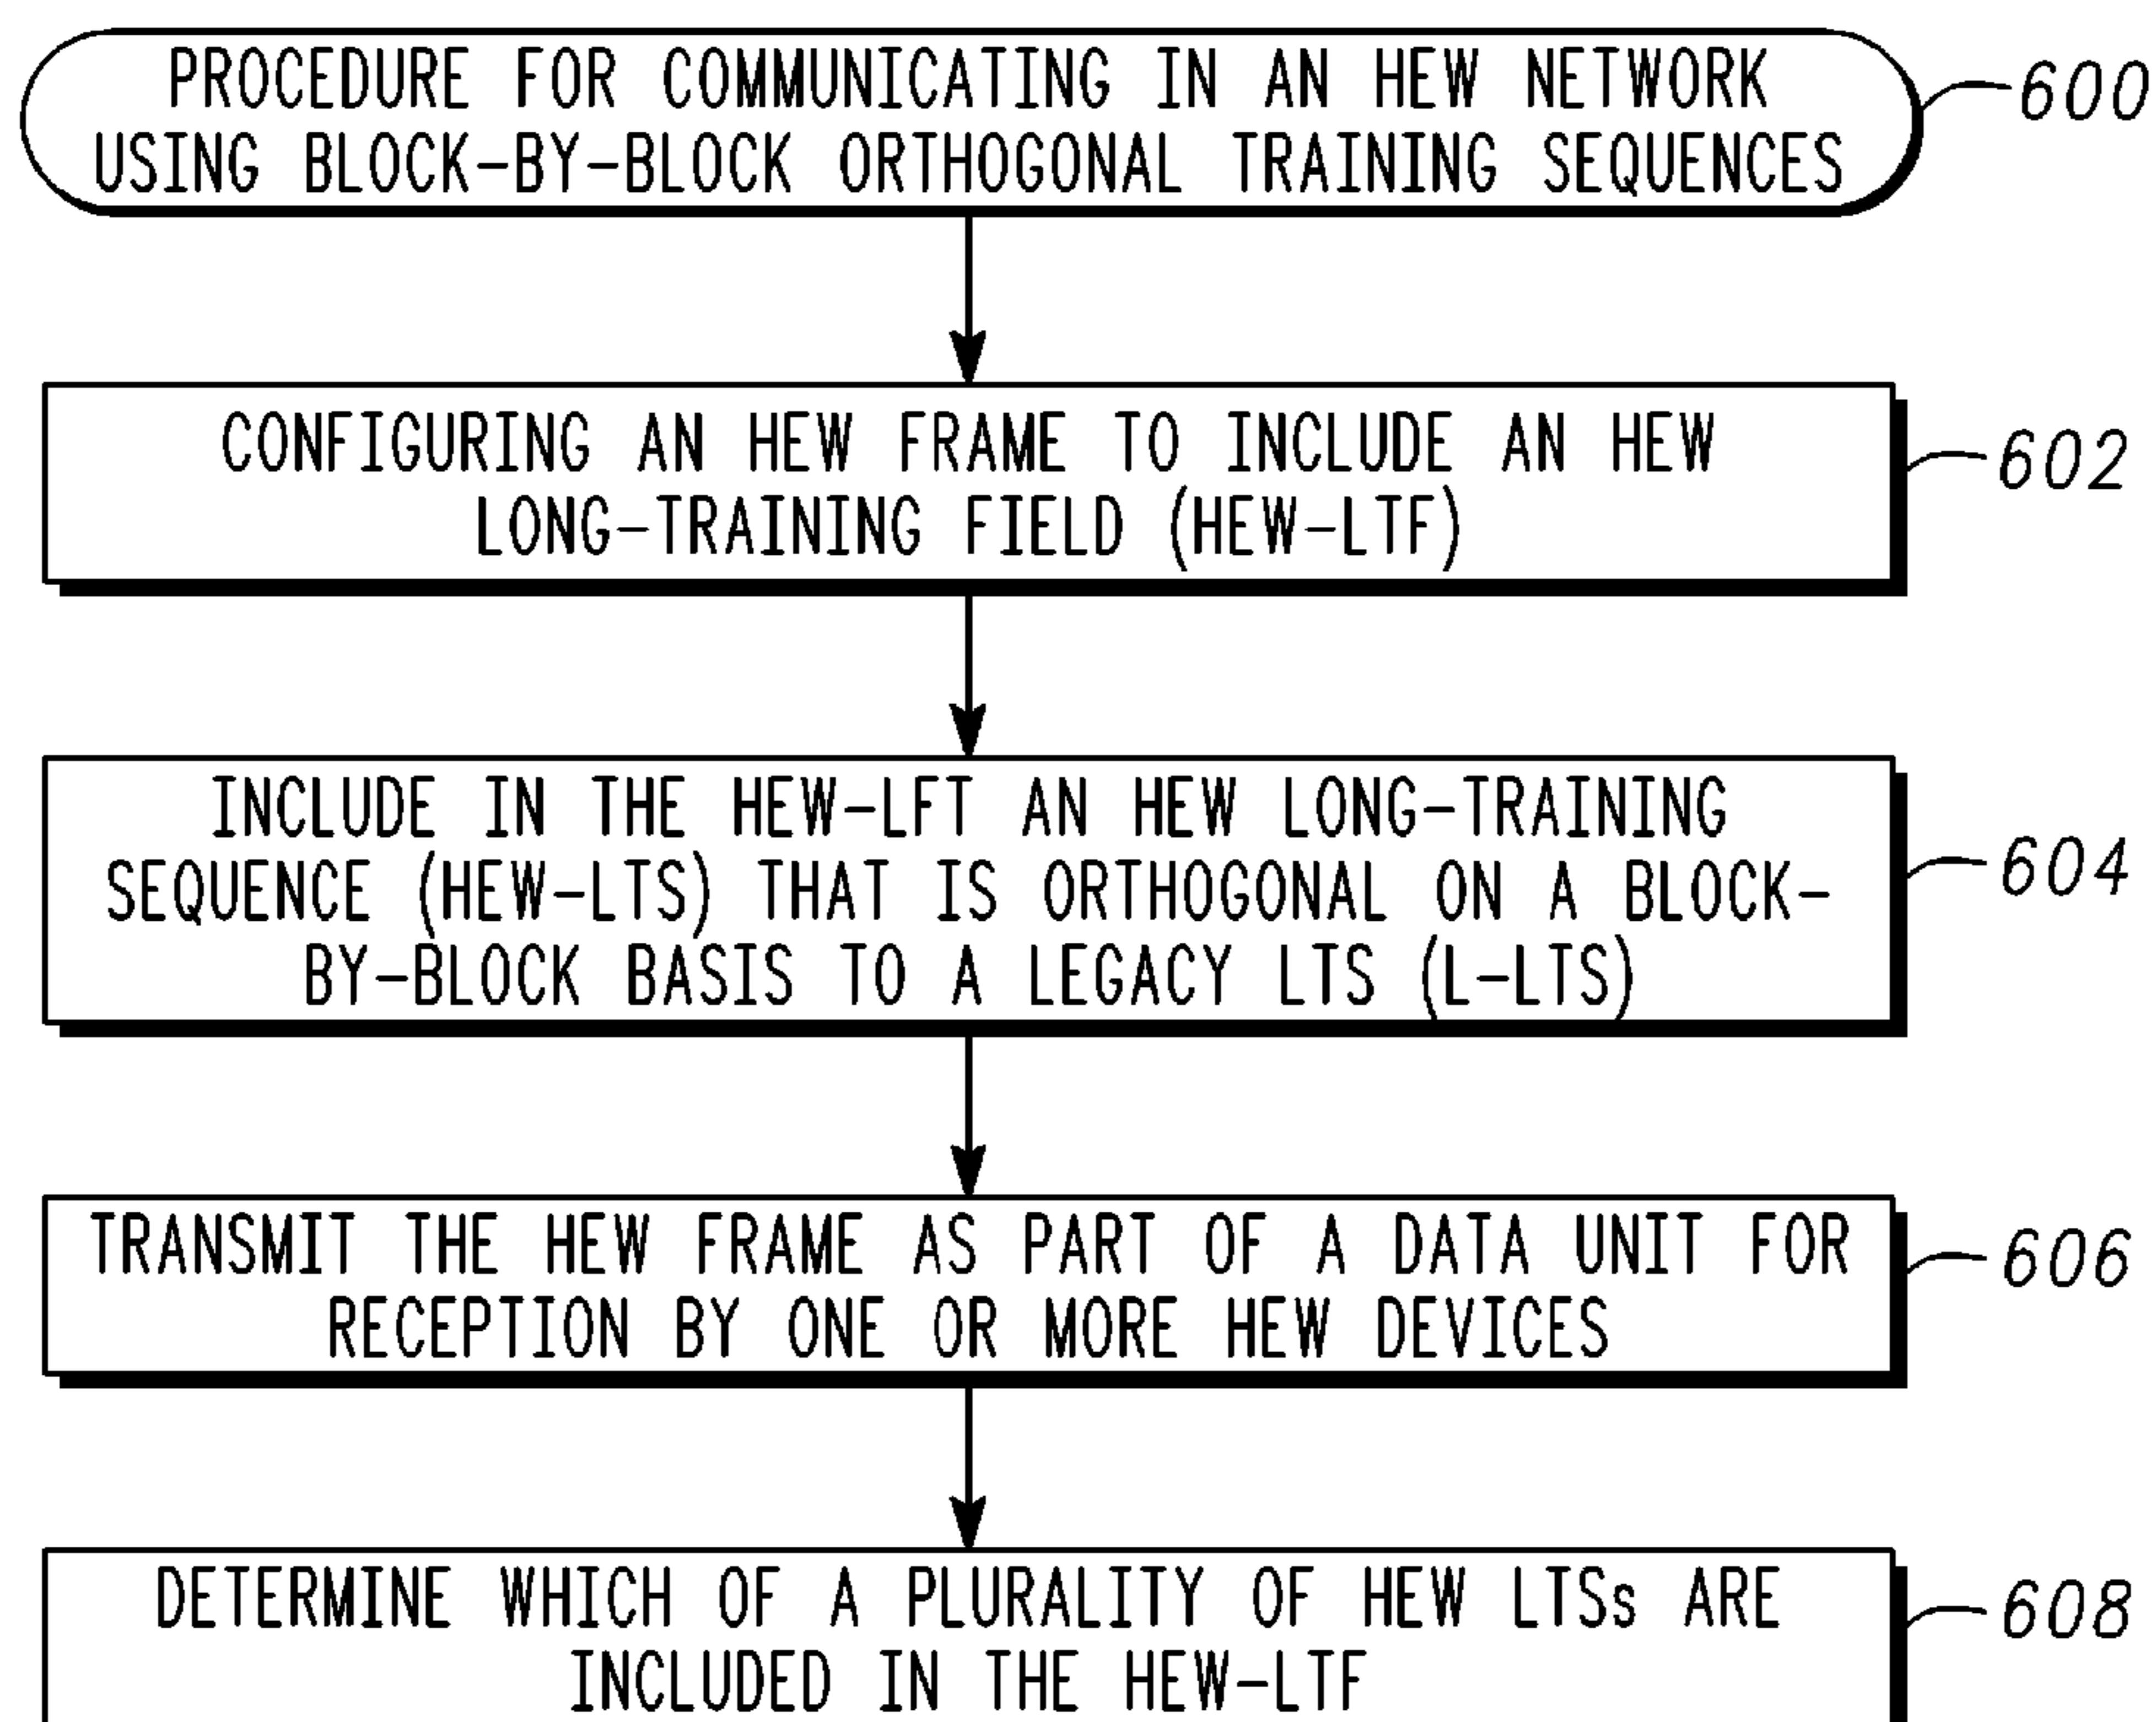 PROCEDURE FOR COMMUNICATING IN AN HEW NETWORK
USING BLOCK-BY-BLOCK ORTHOGONAL TRAINING SEQUENCES
600
CONFIGURING AN HEW FRAME TO INCLUDE AN HEW
LONG-TRAINING FIELD (HEW-LTF)
602
INCLUDE IN THE HEW-LFT AN HEW LONG-TRAINING
SEQUENCE (HEW-LTS) THAT IS ORTHOGONAL ON A BLOCK-
BY-BLOCK BASIS TO A LEGACY LTS (L-LTS)
604
TRANSMIT THE HEW FRAME AS PART OF A DATA UNIT FOR
RECEPTION BY ONE OR MORE HEW DEVICES
606
DETERMINE WHICH OF A PLURALITY OF HEW LTSs ARE
INCLUDED IN THE HEW-LTF
608